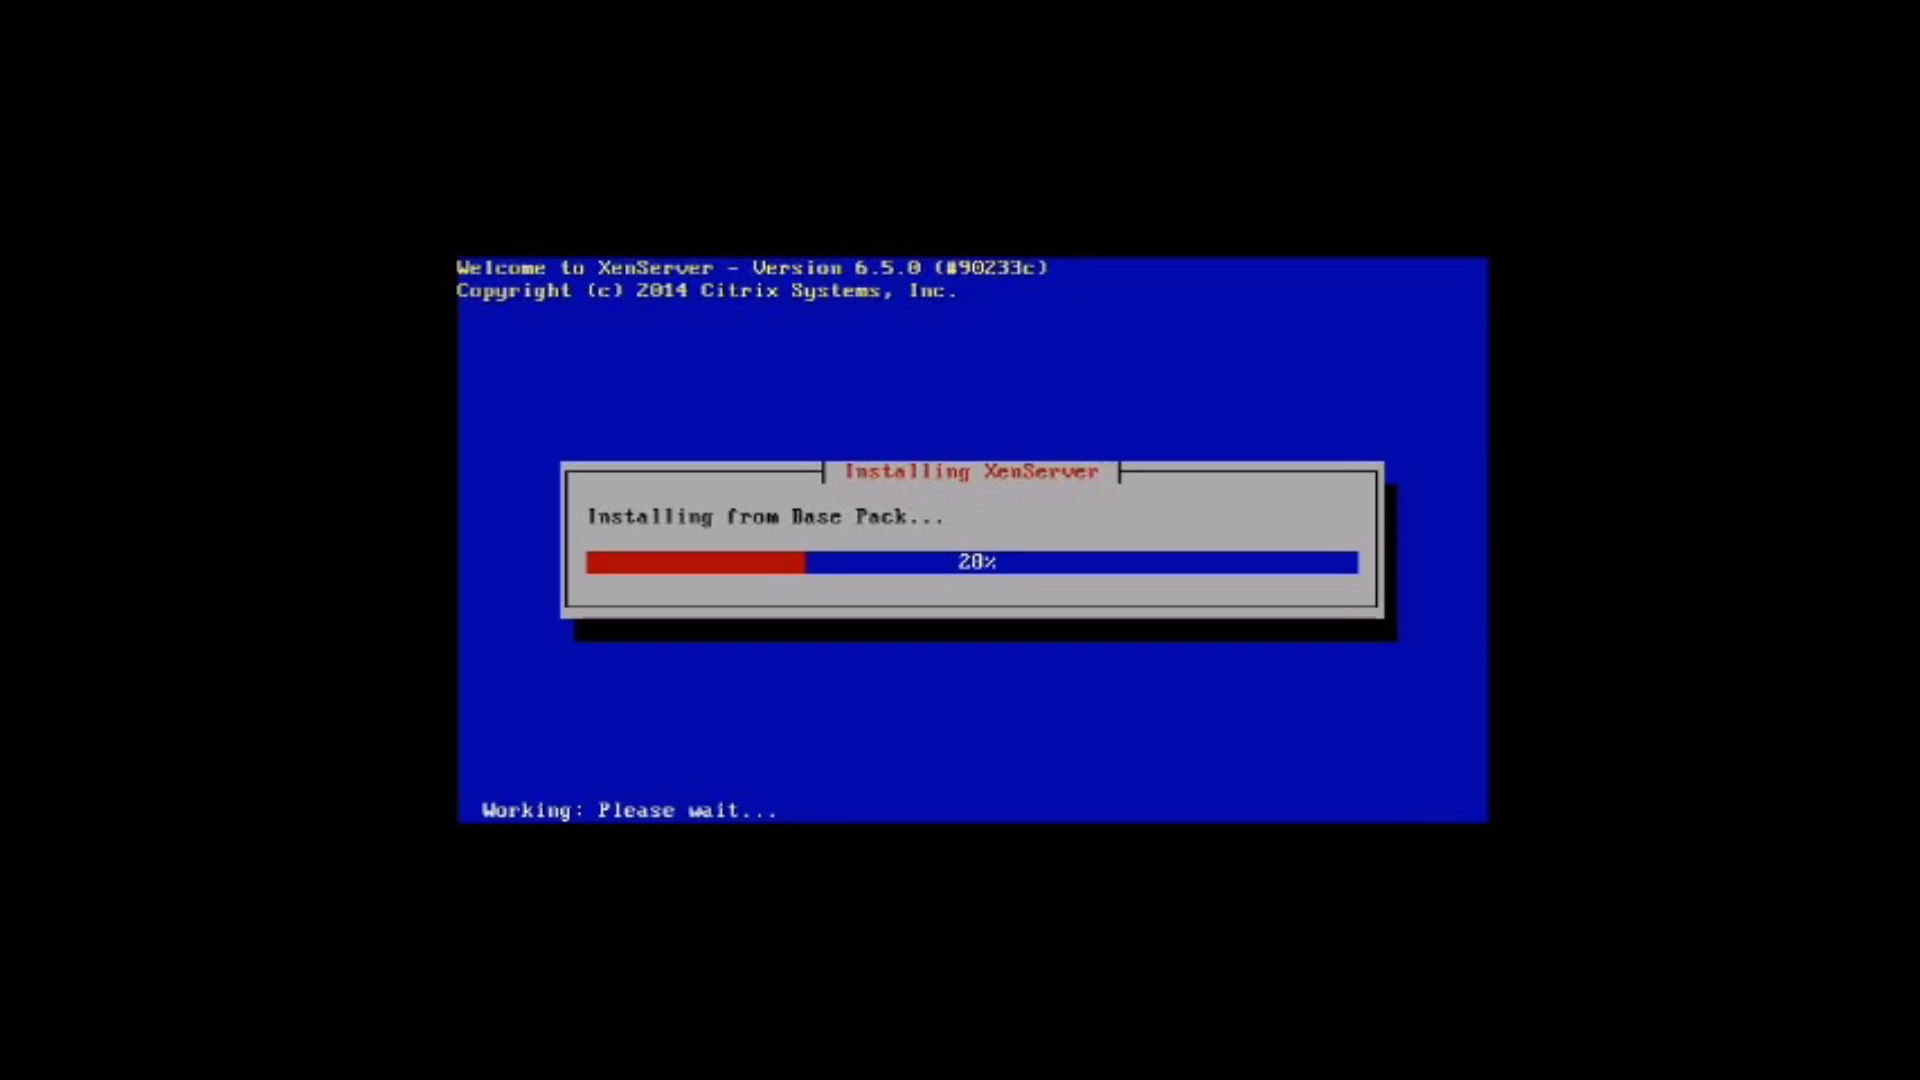 Welcome to XenServer - Version 6.5.0 (#90233c)
Copyright (c) 2014 Citrix Systems, Inc.
Installing XenServer
Installing from Base Pack...
28%
Working: Please wait...